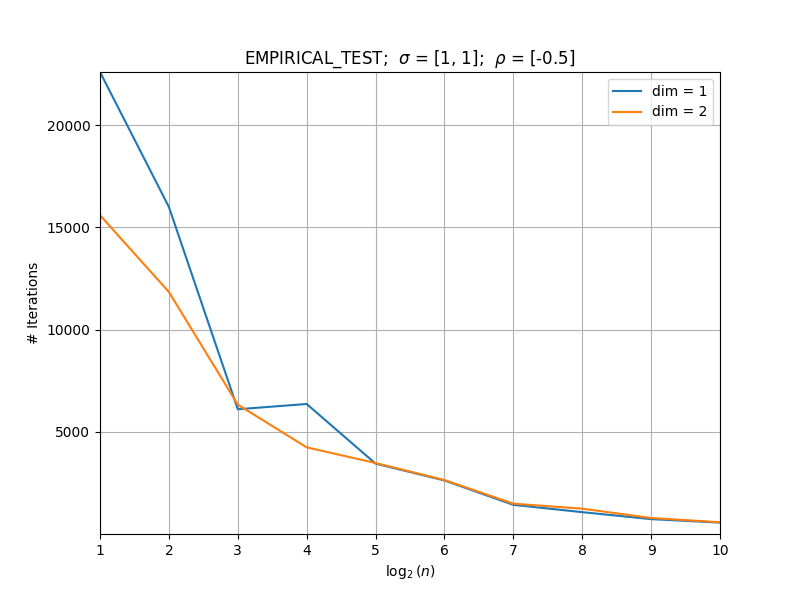 EMPIRICAL_TEST; σ = [1, 1]; ρ = [-0.5]
dim = 1
dim = 2
20000
15000
10000
5000
# Iterations
1 2 3 4 5 6 7 8 9 10
log₂(n)